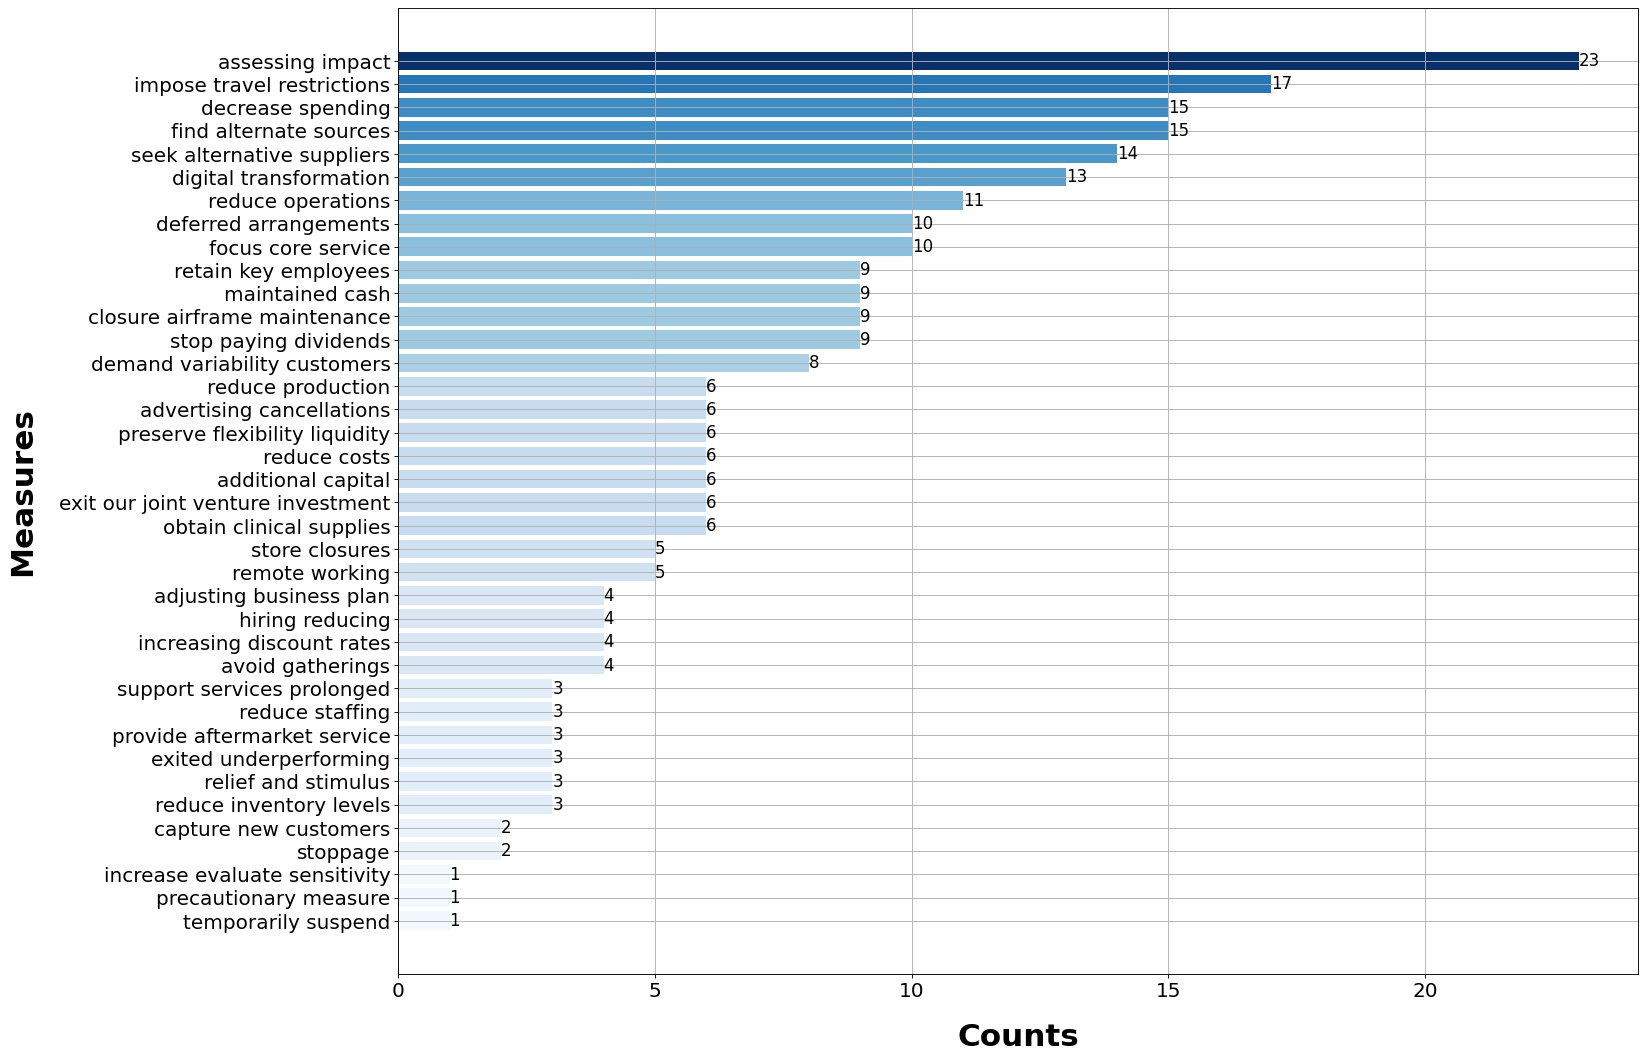 assessing impact 23
impose travel restrictions 17
decrease spending 15
find alternate sources 15
seek alternative suppliers 14
digital transformation 13
reduce operations 11
deferred arrangements 10
focus core service 10
retain key employees 9
maintained cash 9
closure airframe maintenance 9
stop paying dividends 9
demand variability customers 8
reduce production 6
advertising cancellations 6
preserve flexibility liquidity 6
reduce costs 6
additional capital 6
exit our joint venture investment 6
obtain clinical supplies 6
store closures 5
remote working 5
adjusting business plan 4
hiring reducing 4
increasing discount rates 4
avoid gatherings 4
support services prolonged 3
reduce staffing 3
provide aftermarket service 3
exited underperforming 3
relief and stimulus 3
reduce inventory levels 3
capture new customers 2
stoppage 2
increase evaluate sensitivity 1
precautionary measure 1
temporarily suspend 1
Measures
0 5 10 15 20
Counts